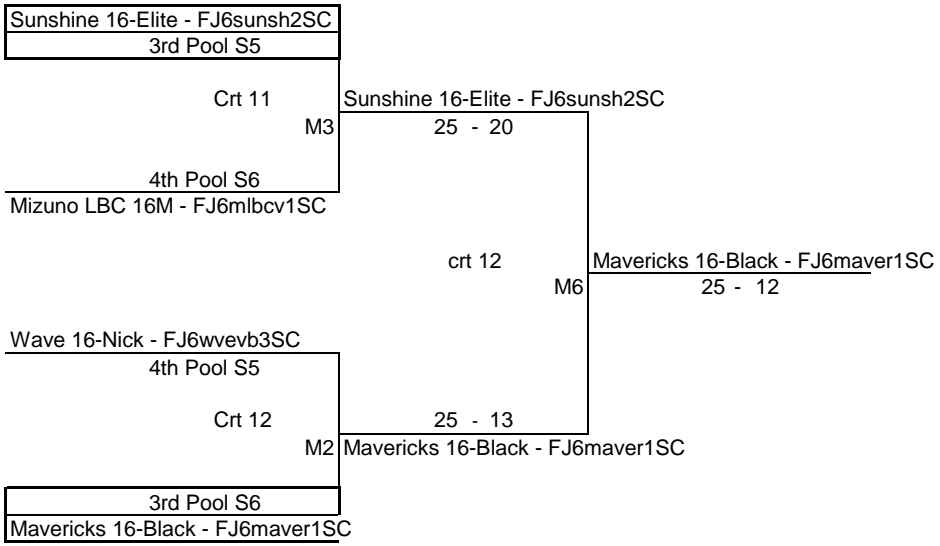 Sunshine 16-Elite - FJ6sunsh2SC
3rd Pool S5
Crt 11
Sunshine 16-Elite - FJ6sunsh2SC
M3
25 - 20
4th Pool S6
Mizuno LBC 16M - FJ6mlbcv1SC
crt 12
Mavericks 16-Black - FJ6maver1SC
M6
25 - 12
Wave 16-Nick - FJ6wvevb3SC
4th Pool S5
Crt 12
25 - 13
M2
Mavericks 16-Black - FJ6maver1SC
3rd Pool S6
Mavericks 16-Black - FJ6maver1SC